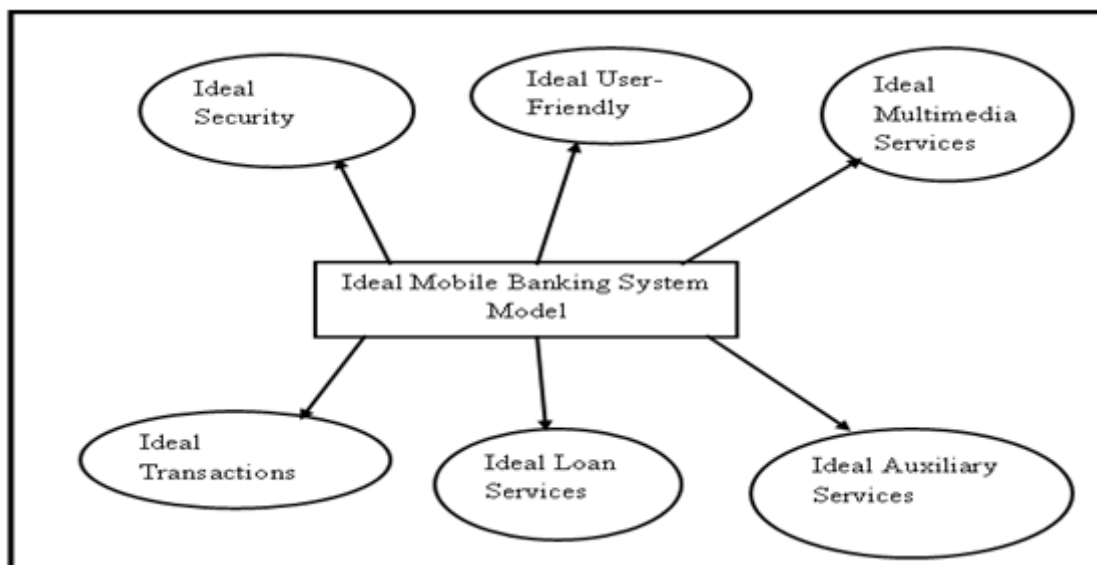 Ideal
Security
Ideal User-
Friendly
Ideal
Multimedia
Services
Ideal Mobile Banking System
Model
Ideal
Transactions
Ideal Loan
Services
Ideal Auxiliary
Services